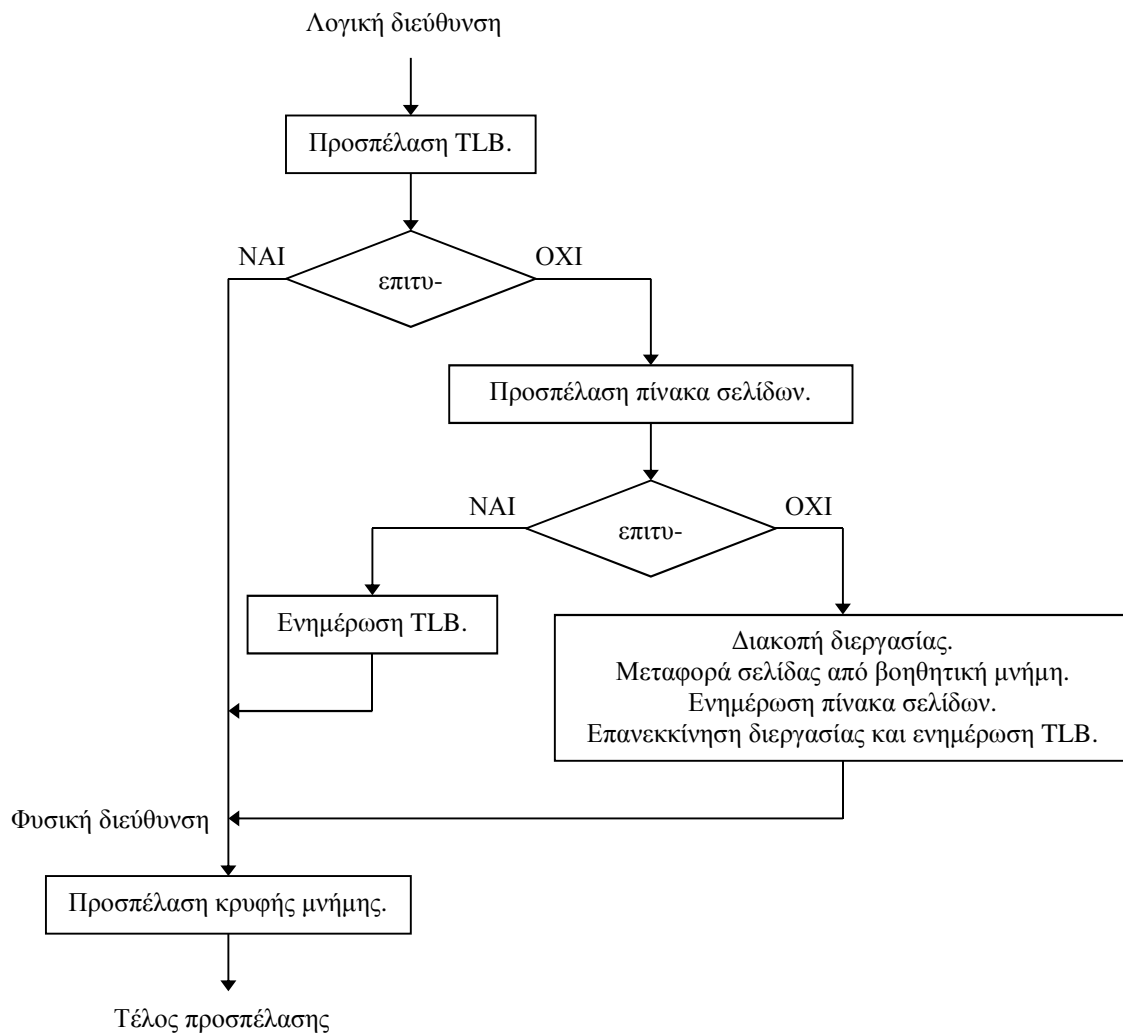 Λογική διεύθυνση
Προσπέλαση TLB.
ΝΑΙ
ΟΧΙ
επιτυ-
Προσπέλαση πίνακα σελίδων.
ΝΑΙ
ΟΧΙ
επιτυ-
Ενημέρωση TLB.
Διακοπή διεργασίας.
Μεταφορά σελίδας από βοηθητική μνήμη.
Ενημέρωση πίνακα σελίδων.
Επανεκκίνηση διεργασίας και ενημέρωση TLB.
Φυσική διεύθυνση
Προσπέλαση κρυφής μνήμης.
Τέλος προσπέλασης